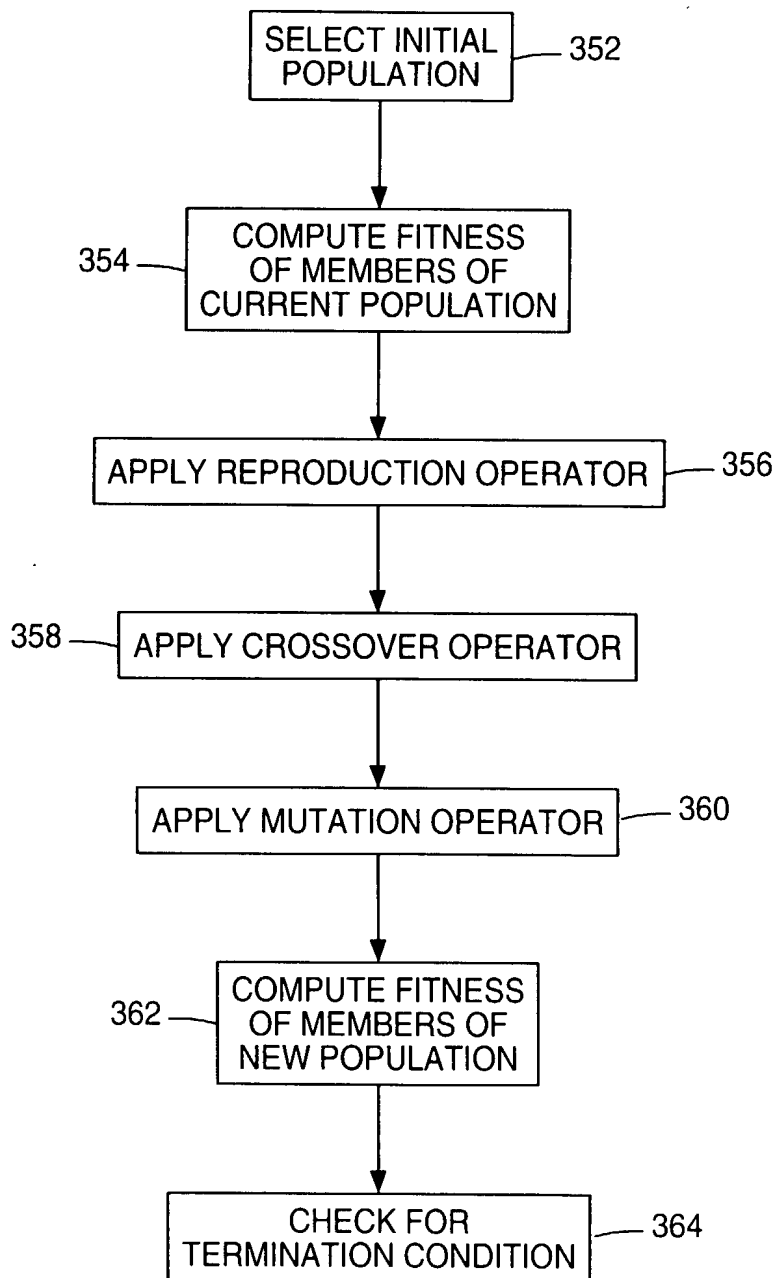 SELECT INITIAL
POPULATION
352
354
COMPUTE FITNESS
OF MEMBERS OF
CURRENT POPULATION
APPLY REPRODUCTION OPERATOR
356
358
APPLY CROSSOVER OPERATOR
APPLY MUTATION OPERATOR
360
362
COMPUTE FITNESS
OF MEMBERS OF
NEW POPULATION
CHECK FOR
TERMINATION CONDITION
364